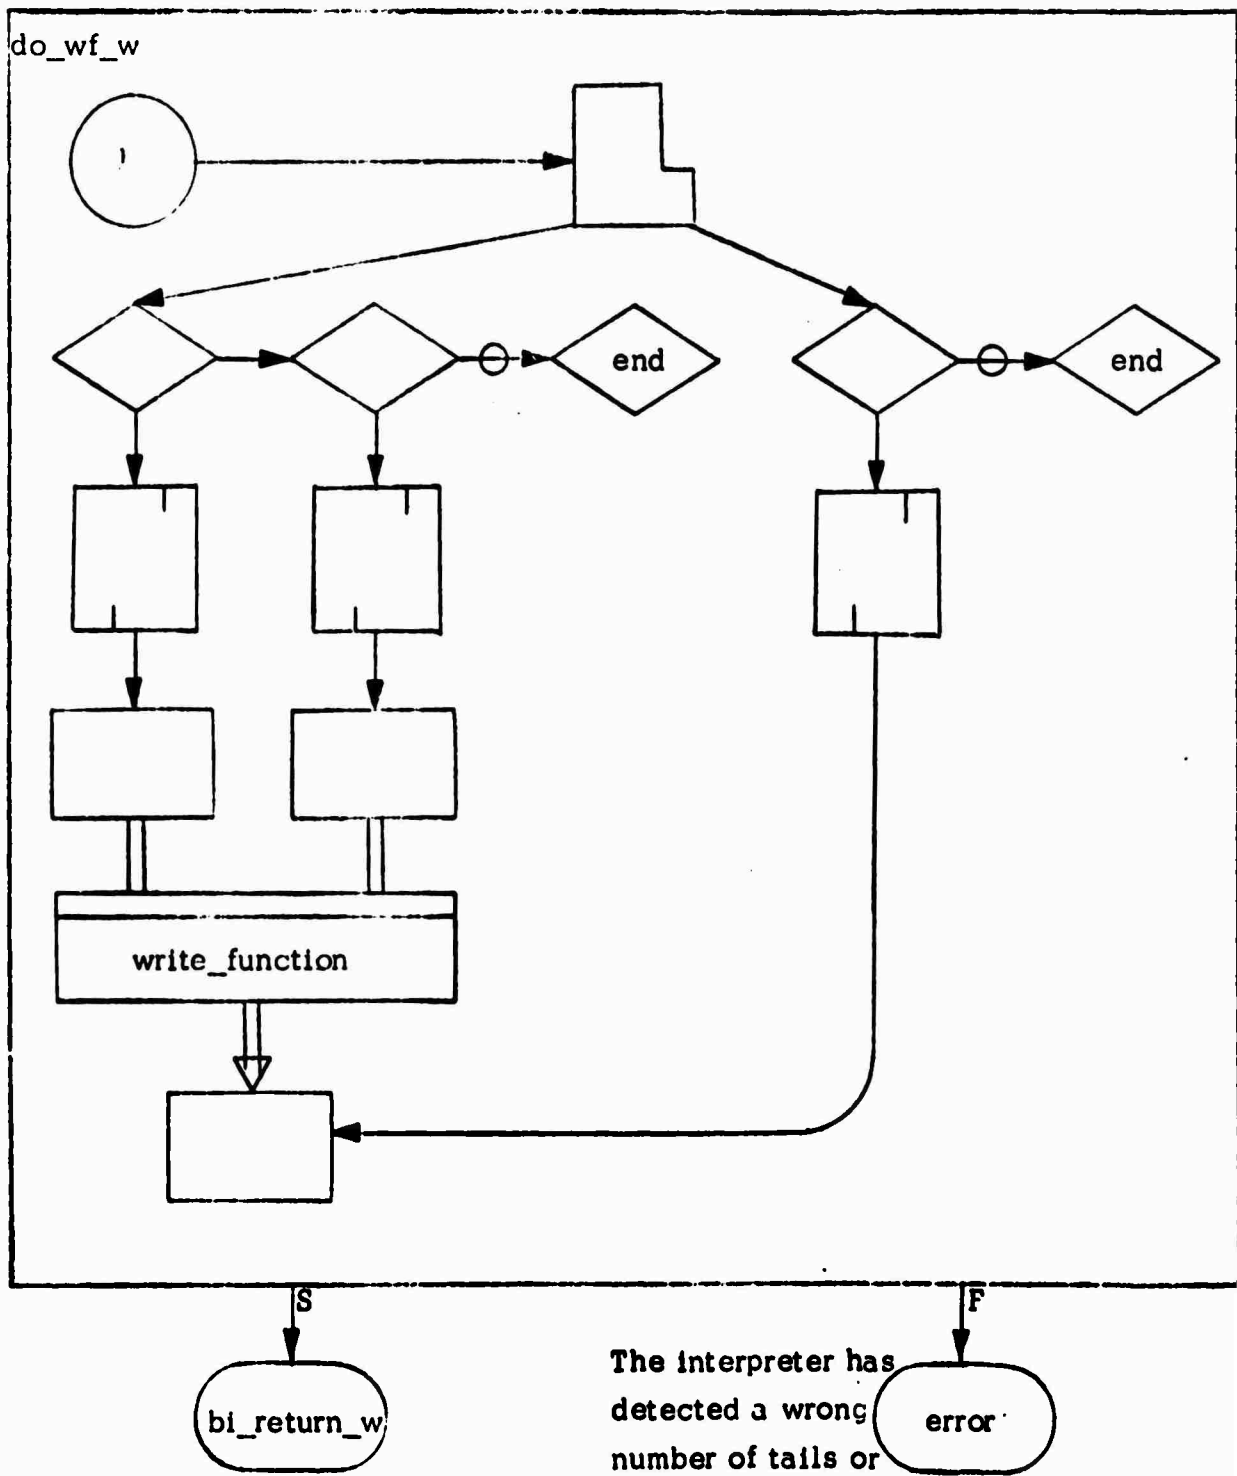 do_wf_w
end
end
write_function
S
F
The interpreter has
detected a wrong
number of tails or
bi_return_w
error